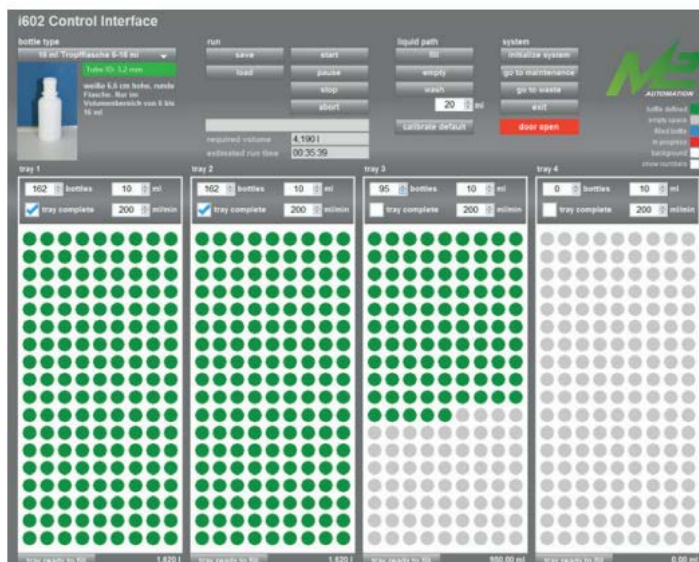 i602 Control Interface
bottle type
16 ml Tropfflasche 6-16 ml
Tube ID: 3,2 mm
weiße 6,6 cm hohe, runde
Flasche. Nur im
Volumenbereich von 6 bis
16 ml
run
save start
load pause
stop
abort
required volume 4,190 l
estimated run time 00:35:39
liquid path
fill
empty
wash
20 ml
calibrate default
system
initialize system
go to maintenance
go to waste
exit
door open
M3
AUTOMATION
bottle defined
empty space
filled bottle
in progress
background
show numbers
tray 1
162 bottles 10 ml
tray complete 200 ml/min
tray ready to fill 1,620 l
tray 2
162 bottles 10 ml
tray complete 200 ml/min
tray ready to fill 1,620 l
tray 3
95 bottles 10 ml
tray complete 200 ml/min
tray ready to fill 950,00 ml
tray 4
0 bottles 10 ml
tray complete 200 ml/min
tray ready to fill 0,00 ml